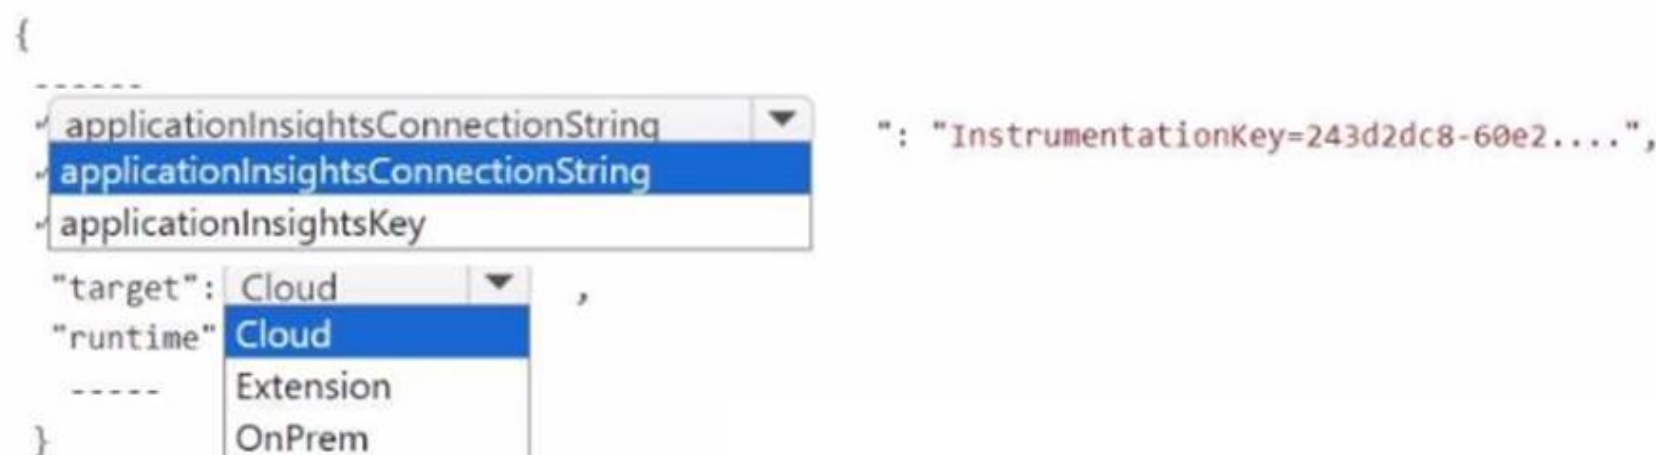 {
------
applicationInsightsConnectionString ": "InstrumentationKey=243d2dc8-60e2....",
applicationInsightsConnectionString
applicationInsightsKey
"target": Cloud ,
"runtime" Cloud
----- Extension
} OnPrem